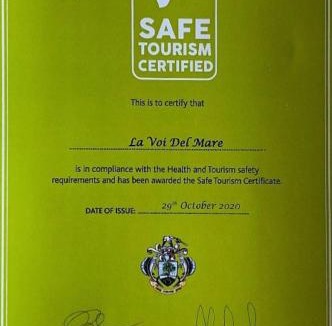 SAFE
TOURISM
CERTIFIED
This is to certify that
La Voi Del Mare
is in compliance with the Health and Tourism safety
requirements and has been awarded the Safe Tourism Certificate.
DATE OF ISSUE: 29th October 2020